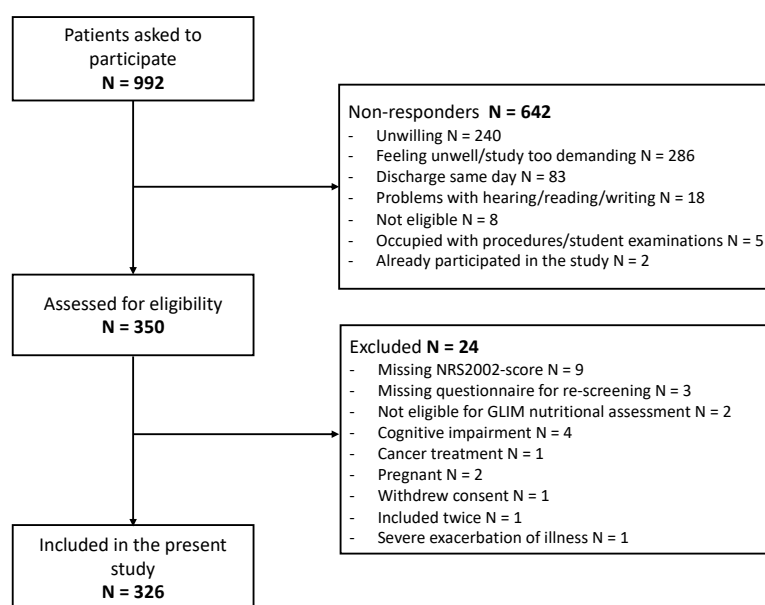 Patients asked to
participate
N = 992
Non-responders N = 642
- Unwilling N = 240
- Feeling unwell/study too demanding N = 286
- Discharge same day N = 83
- Problems with hearing/reading/writing N = 18
- Not eligible N = 8
- Occupied with procedures/student examinations N = 5
- Already participated in the study N = 2
Assessed for eligibility
N = 350
Excluded N = 24
- Missing NRS2002-score N = 9
- Missing questionnaire for re-screening N = 3
- Not eligible for GLIM nutritional assessment N = 2
- Cognitive impairment N = 4
- Cancer treatment N = 1
- Pregnant N = 2
- Withdrew consent N = 1
- Included twice N = 1
- Severe exacerbation of illness N = 1
Included in the present
study
N = 326